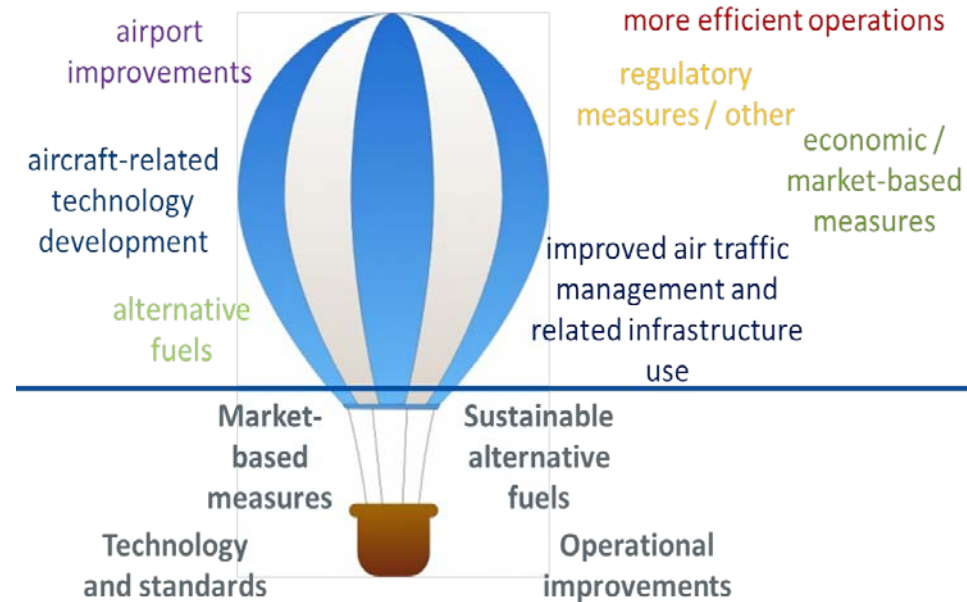 airport
improvements
more efficient operations
regulatory
measures / other
economic /
market-based
measures
aircraft-related
technology
development
improved air traffic
management and
related infrastructure
use
alternative
fuels
Market-
based
measures
Sustainable
alternative
fuels
Technology
and standards
Operational
improvements